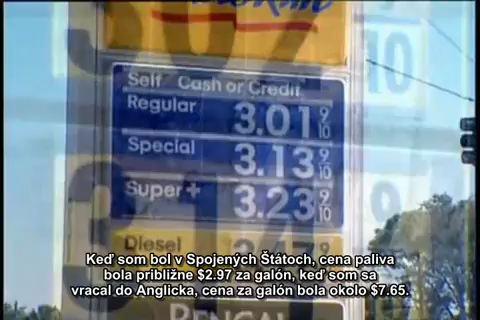 Self Cash or Credit
Regular 3.01 9/10
Special 3.13 9/10
Super+ 3.23 9/10
Diesel
Keď som bol v Spojených Štátoch, cena paliva
bola približne $2.97 za galón, keď som sa
vracal do Anglicka, cena za galón bola okolo $7.65.